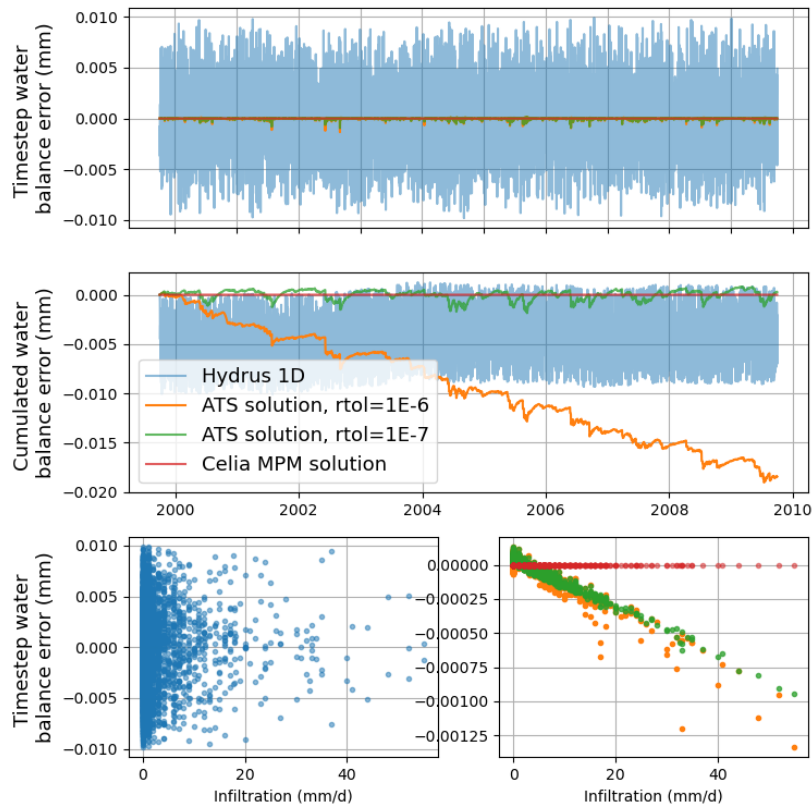 Timestep water
balance error (mm)
0.010
0.005
0.000
−0.005
−0.010
Cumulated water
balance error (mm)
0.000
−0.005
−0.010
−0.015
−0.020
Hydrus 1D
ATS solution, rtol=1E-6
ATS solution, rtol=1E-7
Celia MPM solution
2000
2002
2004
2006
2008
2010
Timestep water
balance error (mm)
0.010
0.005
0.000
−0.005
−0.010
0
20
40
Infiltration (mm/d)
0.00000
−0.00025
−0.00050
−0.00075
−0.00100
−0.00125
0
20
40
Infiltration (mm/d)